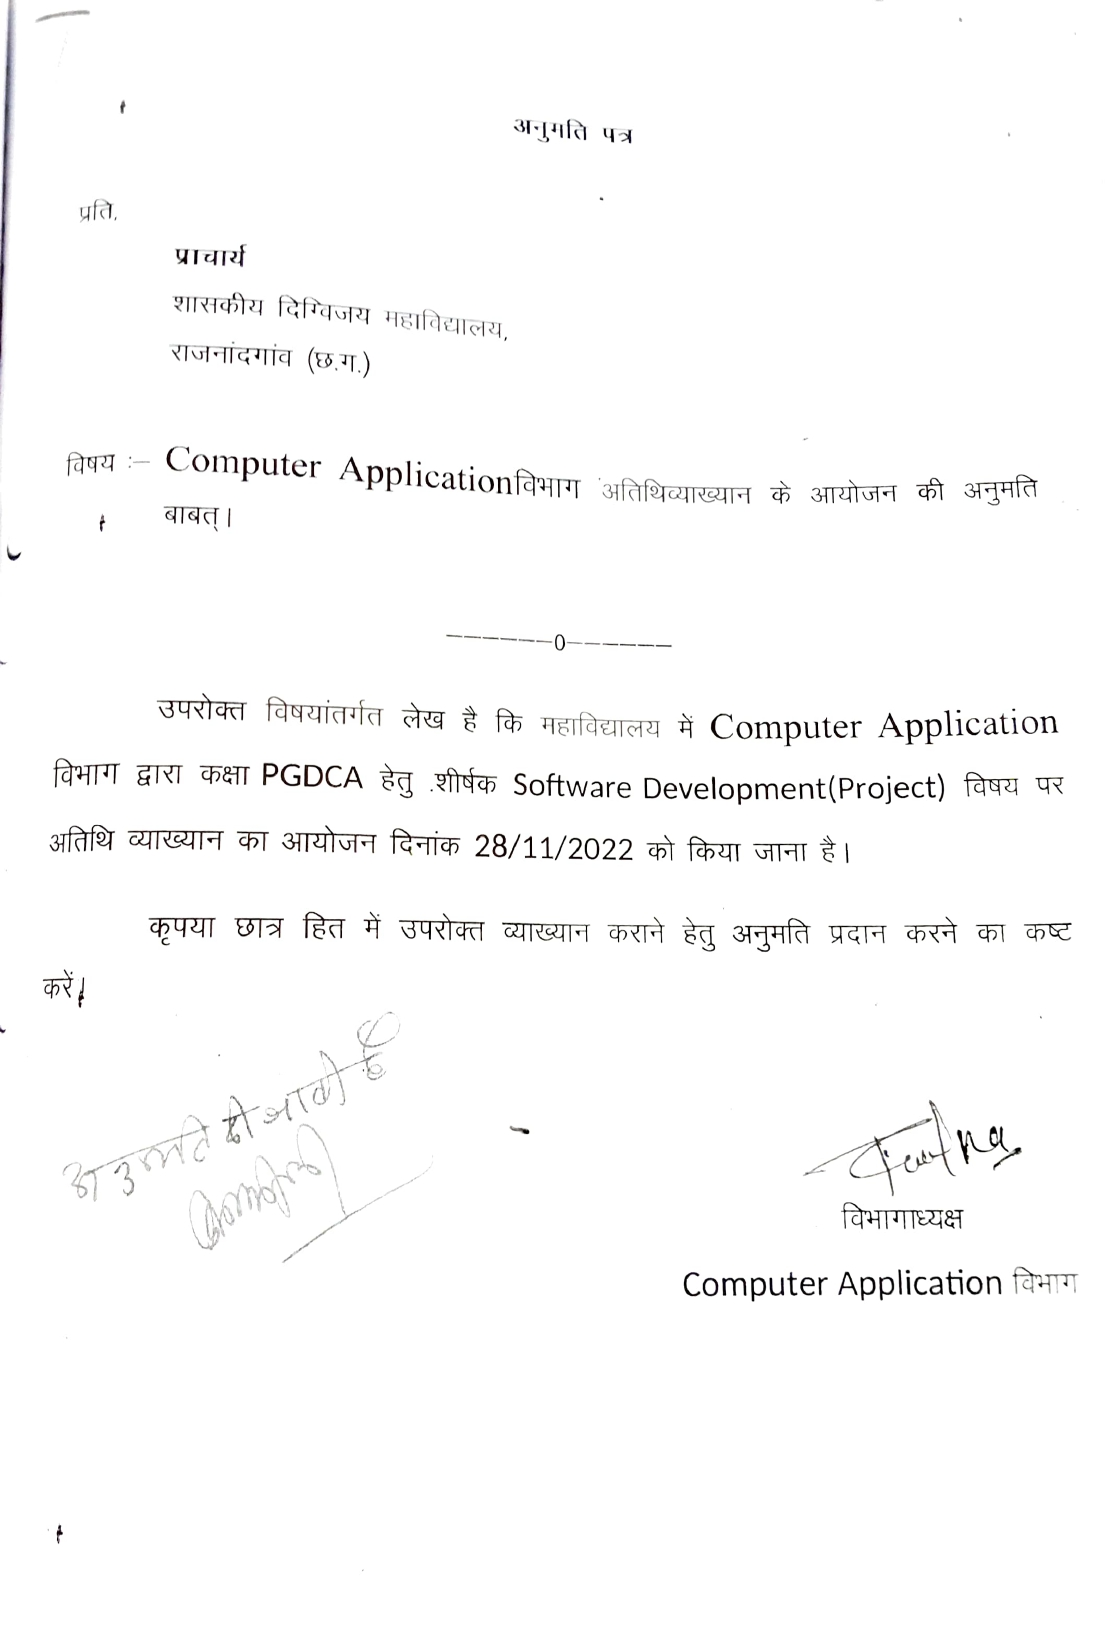 अनुमति पत्र
प्रति,
प्राचार्य
शासकीय दिग्विजय महाविद्यालय,
राजनांदगांव (छ.ग.)
विषय :– Computer Applicationविभाग अतिथिव्याख्यान के आयोजन की अनुमति
बाबत्।
––––––0––––––
उपरोक्त विषयांतर्गत लेख है कि महाविद्यालय में Computer Application
विभाग द्वारा कक्षा PGDCA हेतु .शीर्षक Software Development(Project) विषय पर
अतिथि व्याख्यान का आयोजन दिनांक 28/11/2022 को किया जाना है।
कृपया छात्र हित में उपरोक्त व्याख्यान कराने हेतु अनुमति प्रदान करने का कष्ट
करें।
अनुमति दी जाती है
विभागाध्यक्ष
Computer Application विभाग